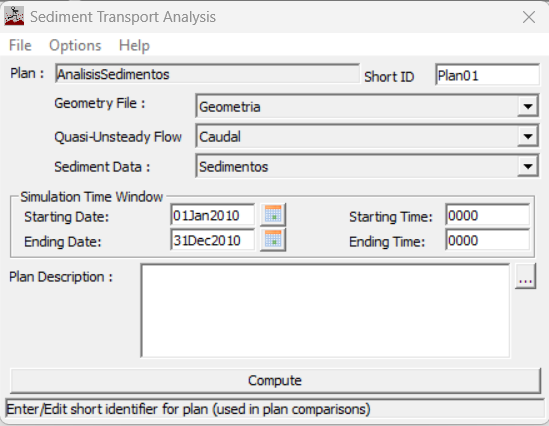 Sediment Transport Analysis
File Options Help
Plan : AnalisisSedimentos Short ID Plan01
Geometry File : Geometria
Quasi-Unsteady Flow Caudal
Sediment Data : Sedimentos
Simulation Time Window
Starting Date: 01Jan2010 Starting Time: 0000
Ending Date: 31Dec2010 Ending Time: 0000
Plan Description : ...
Compute
Enter/Edit short identifier for plan (used in plan comparisons)